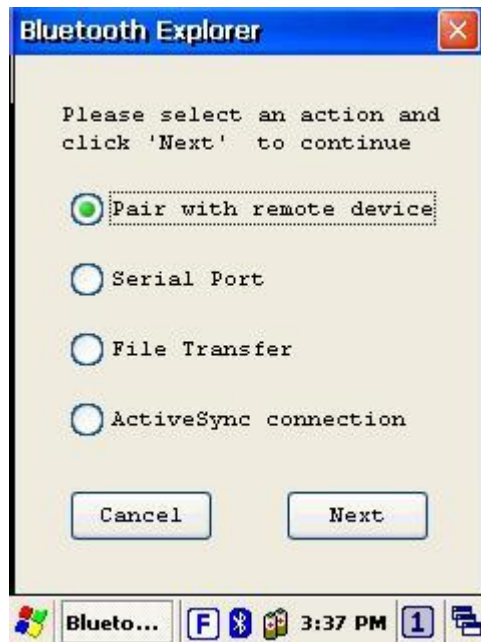 Bluetooth Explorer
Please select an action and
click 'Next' to continue
Pair with remote device
Serial Port
File Transfer
ActiveSync connection
Cancel
Next
Blueto...
F
3:37 PM
1